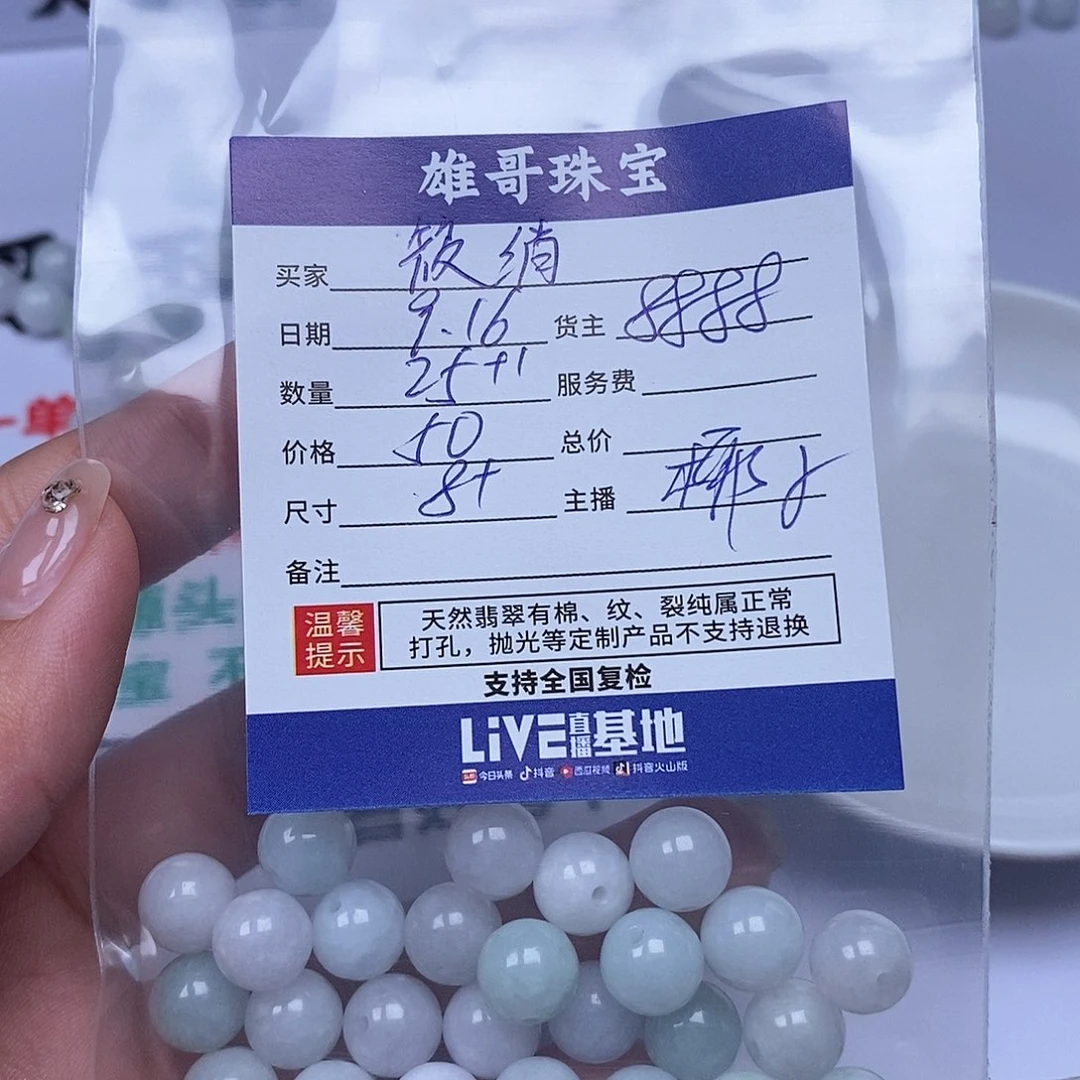 雄哥珠宝
买家 筱绡
日期 9.16 货主 8888
数量 25+1 服务费
价格 50 总价
尺寸 8+ 主播 椰子
备注
温馨提示
天然翡翠有棉、纹、裂纯属正常
打孔，抛光等定制产品不支持退换
支持全国复检
LiVE直播基地
今日头条 抖音 西瓜视频 抖音火山版
单
头